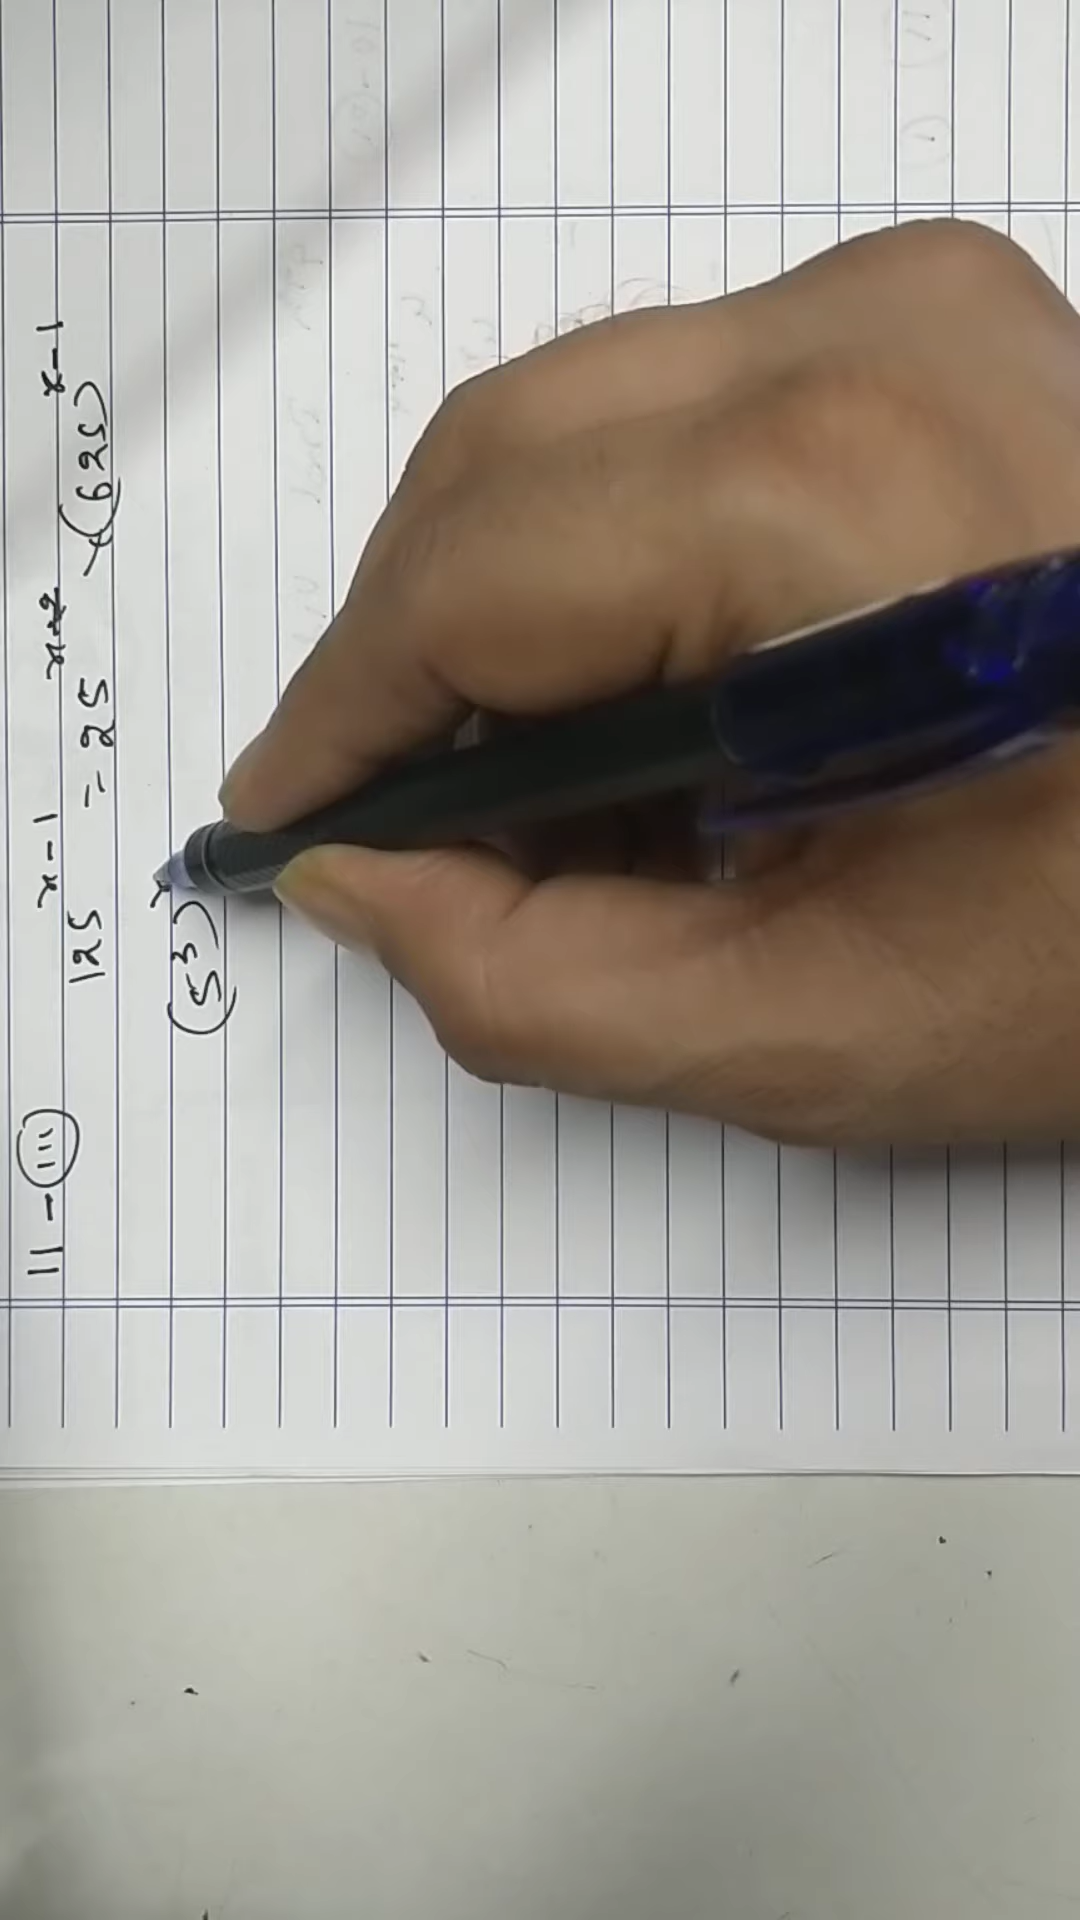 11 - (iii)
125^{x-1} = 25^{x-2} (625)^{x-1}
(5^3)^x